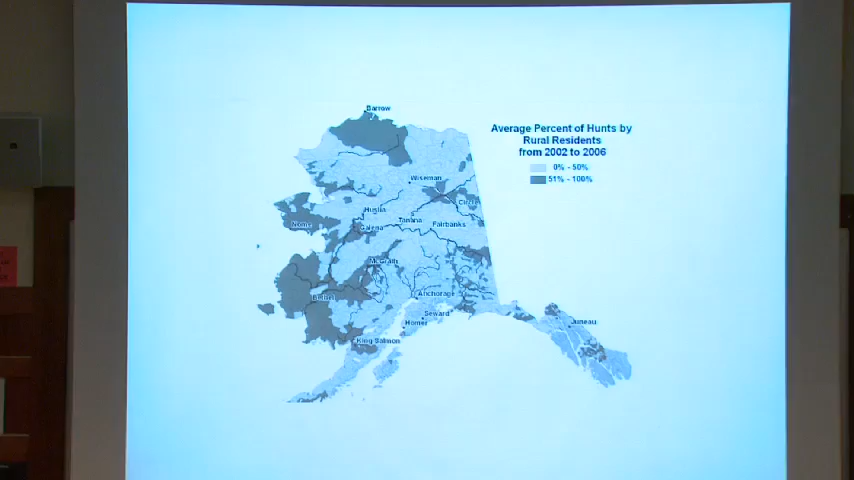 Barrow
Average Percent of Hunts by
Rural Residents
from 2002 to 2006
0% - 50%
51% - 100%
Wiseman
Circle
Huslia
Tanana
Nome
Galena
Fairbanks
McGrath
Bethel
Anchorage
Seward
Homer
Juneau
King Salmon